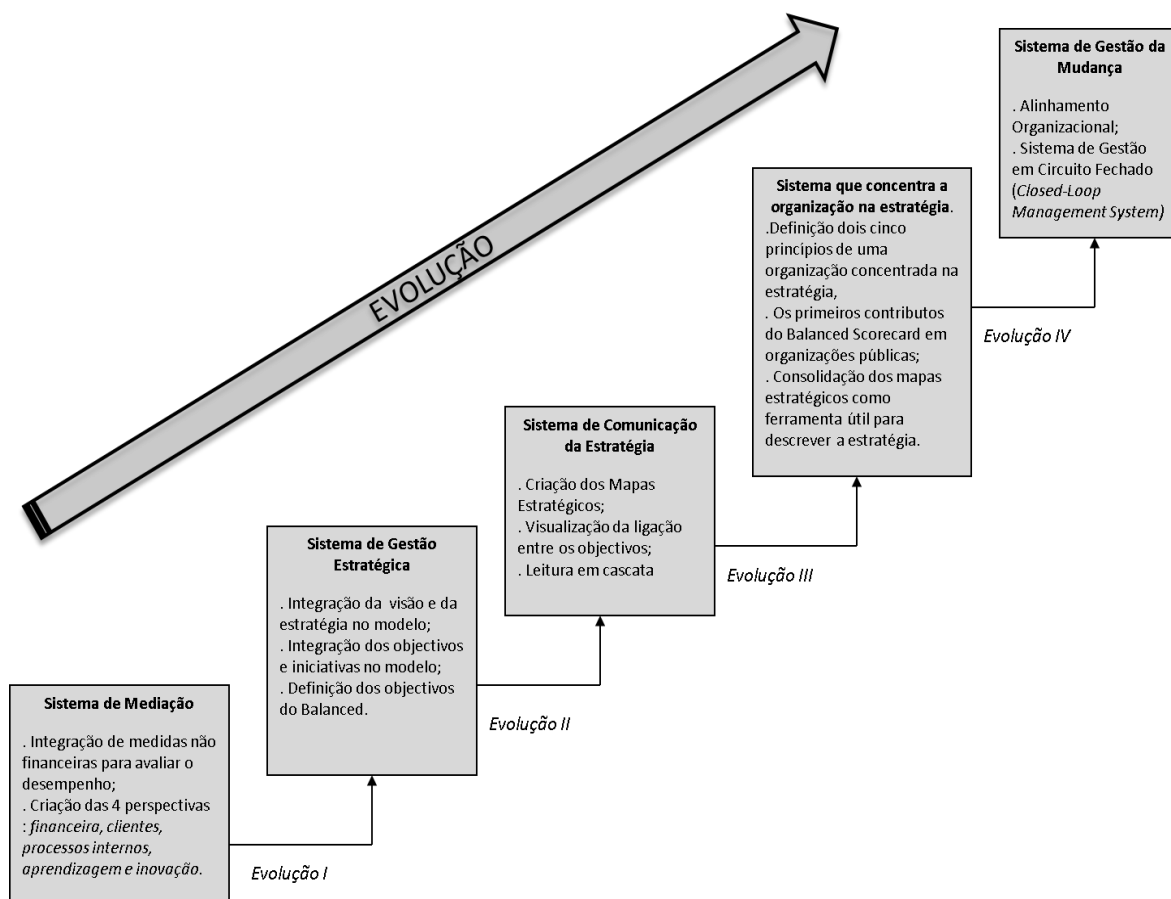 EVOLUÇÃO
Sistema de Mediação
. Integração de medidas não
financeiras para avaliar o
desempenho;
. Criação das 4 perspectivas
: financeira, clientes,
processos internos,
aprendizagem e inovação.
Evolução I
Sistema de Gestão
Estratégica
. Integração da visão e da
estratégia no modelo;
. Integração dos objectivos
e iniciativas no modelo;
. Definição dos objectivos
do Balanced.
Evolução II
Sistema de Comunicação
da Estratégia
. Criação dos Mapas
Estratégicos;
. Visualização da ligação
entre os objectivos;
. Leitura em cascata
Evolução III
Sistema que concentra a
organização na estratégia.
.Definição dois cinco
princípios de uma
organização concentrada na
estratégia,
. Os primeiros contributos
do Balanced Scorecard em
organizações públicas;
. Consolidação dos mapas
estratégicos como
ferramenta útil para
descrever a estratégia.
Evolução IV
Sistema de Gestão da
Mudança
. Alinhamento
Organizacional;
. Sistema de Gestão
em Circuito Fechado
(Closed-Loop
Management System)